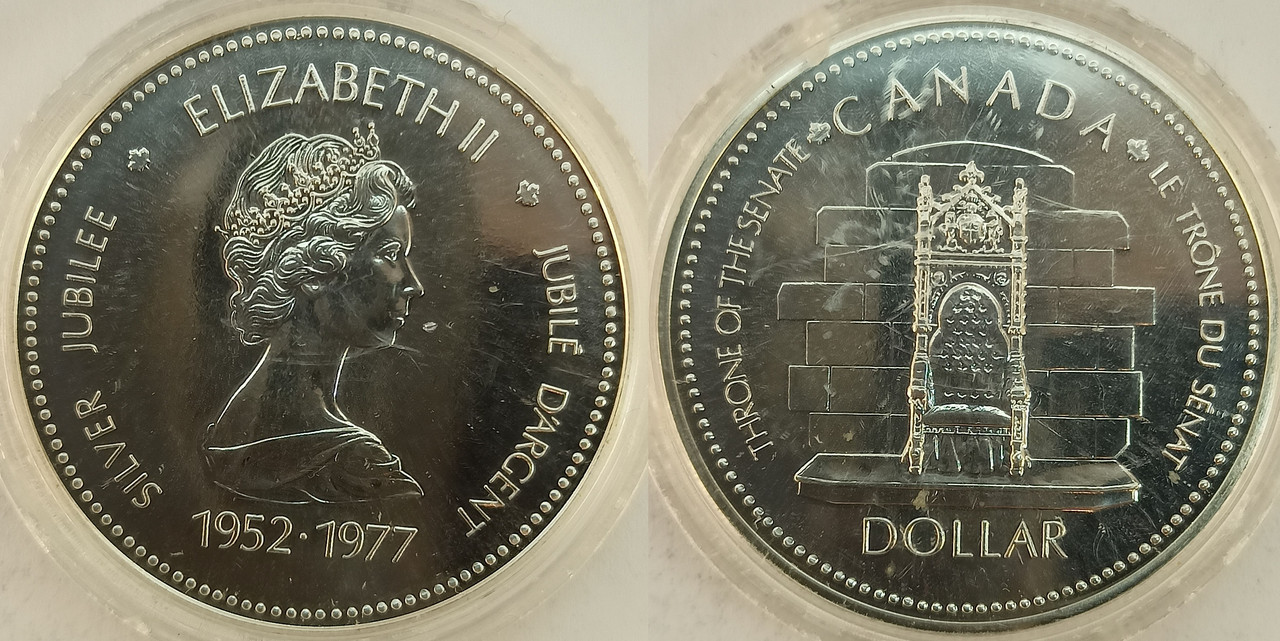 ELIZABETH II
SILVER JUBILEE
JUBILÉ D'ARGENT
1952·1977
CANADA
THRONE OF THE SENATE
LE TRÔNE DU SÉNAT
DOLLAR